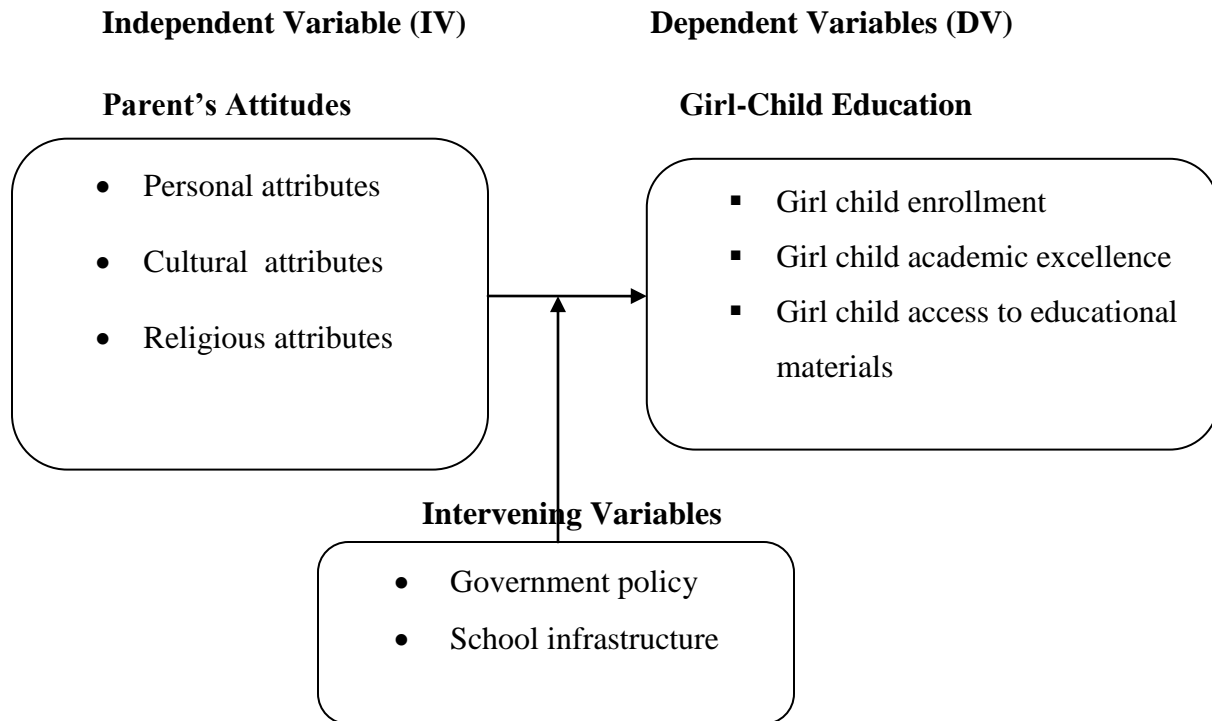 Independent Variable (IV)
Dependent Variables (DV)
Parent’s Attitudes
Girl-Child Education
• Personal attributes
• Cultural attributes
• Religious attributes
▪ Girl child enrollment
▪ Girl child academic excellence
▪ Girl child access to educational
materials
Intervening Variables
• Government policy
• School infrastructure